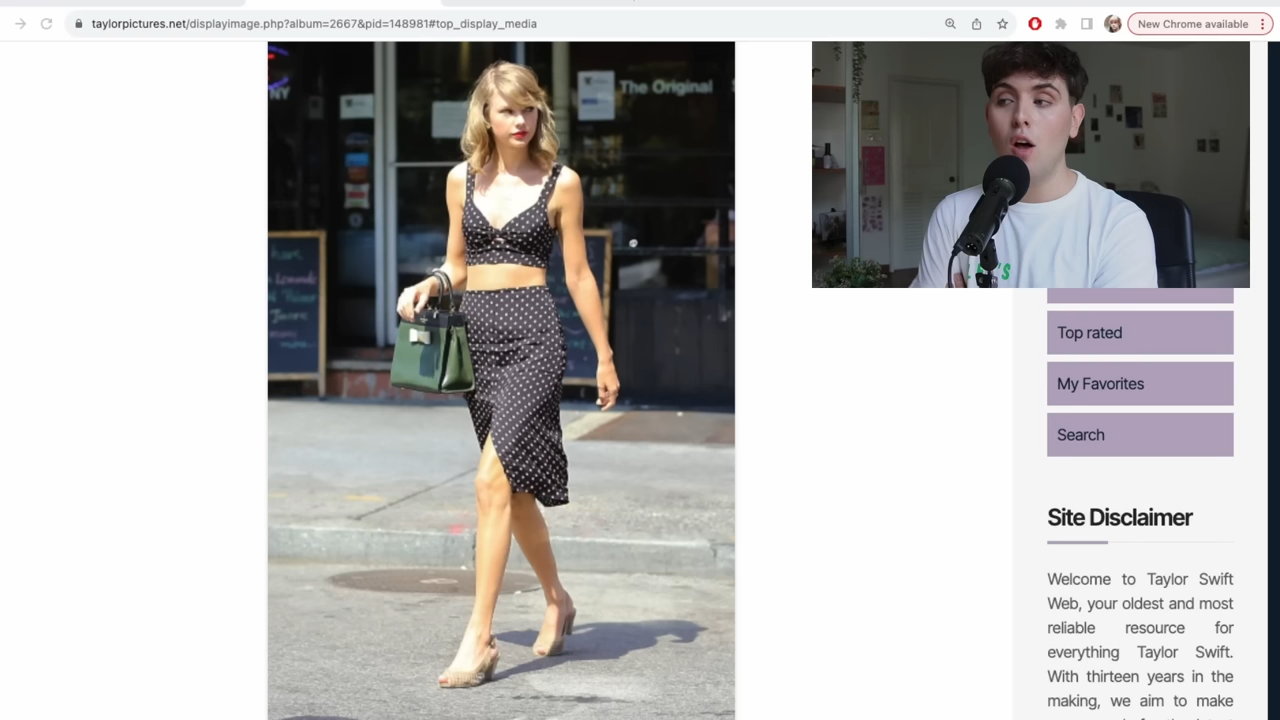 taylorpictures.net/displayimage.php?album=2667&pid=148981#top_display_media
New Chrome available
NY
The Original
Top rated
My Favorites
Search
Site Disclaimer
Welcome to Taylor Swift
Web, your oldest and most
reliable resource for
everything Taylor Swift.
With thirteen years in the
making, we aim to make